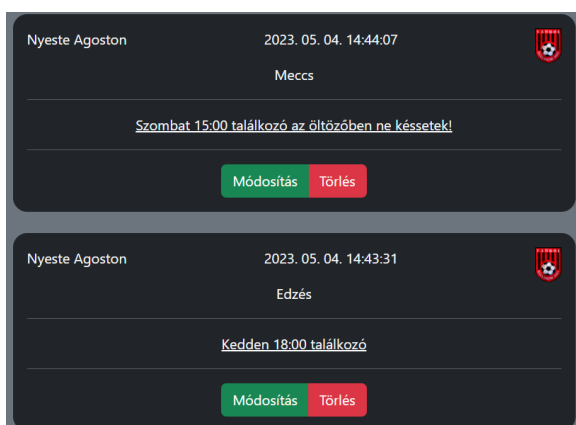 Nyeste Agoston 2023. 05. 04. 14:44:07
Meccs
Szombat 15:00 találkozó az öltözőben ne késsetek!
Módosítás Törlés
Nyeste Agoston 2023. 05. 04. 14:43:31
Edzés
Kedden 18:00 találkozó
Módosítás Törlés